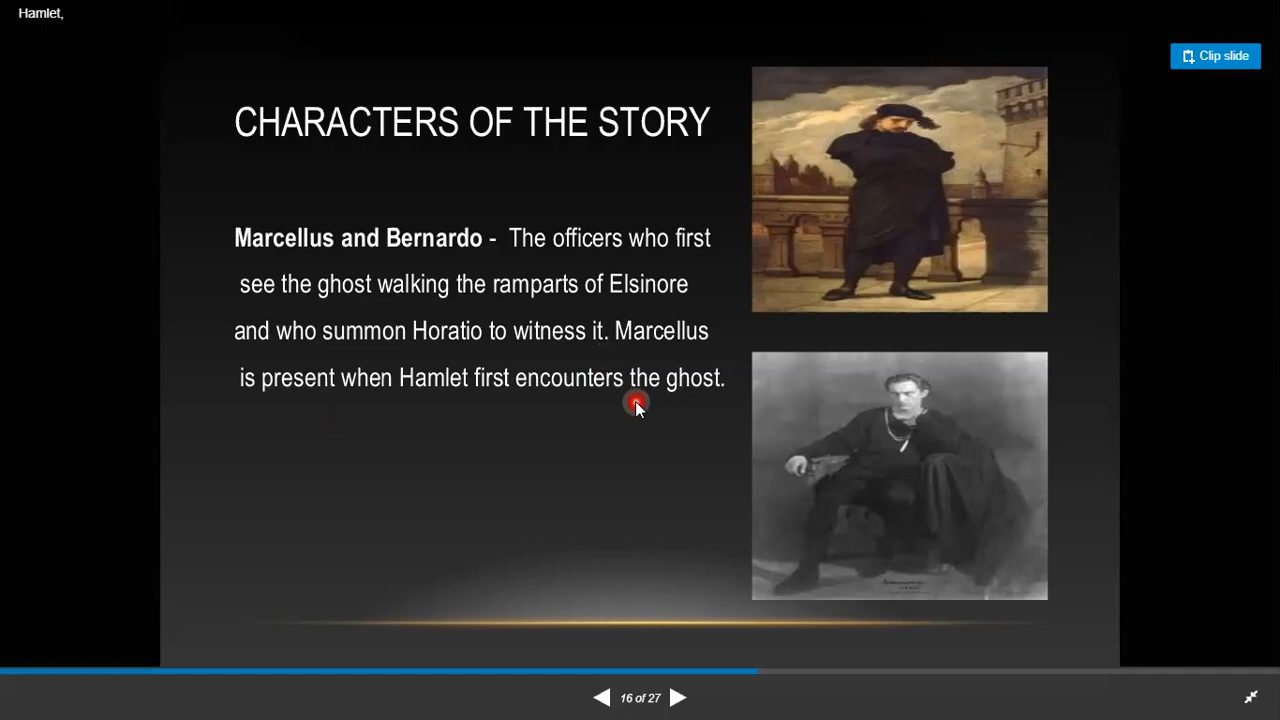 Hamlet,
Clip slide
CHARACTERS OF THE STORY
Marcellus and Bernardo - The officers who first
see the ghost walking the ramparts of Elsinore
and who summon Horatio to witness it. Marcellus
is present when Hamlet first encounters the ghost.
16 of 27